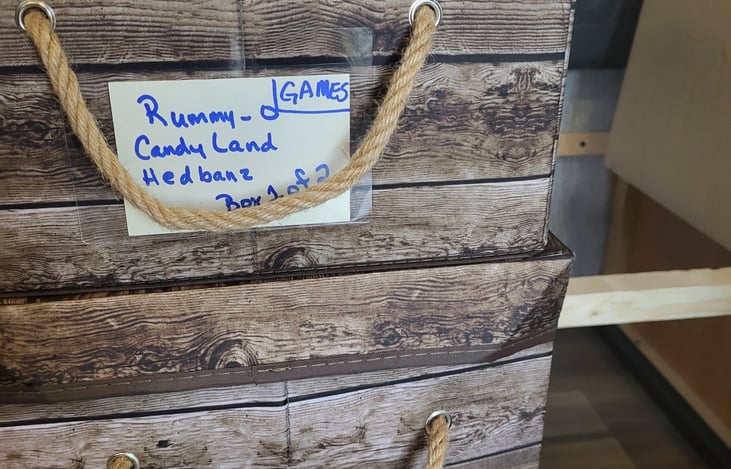 GAMES
Rummy-O
Candy Land
Hedbanz
Box 1 of 2